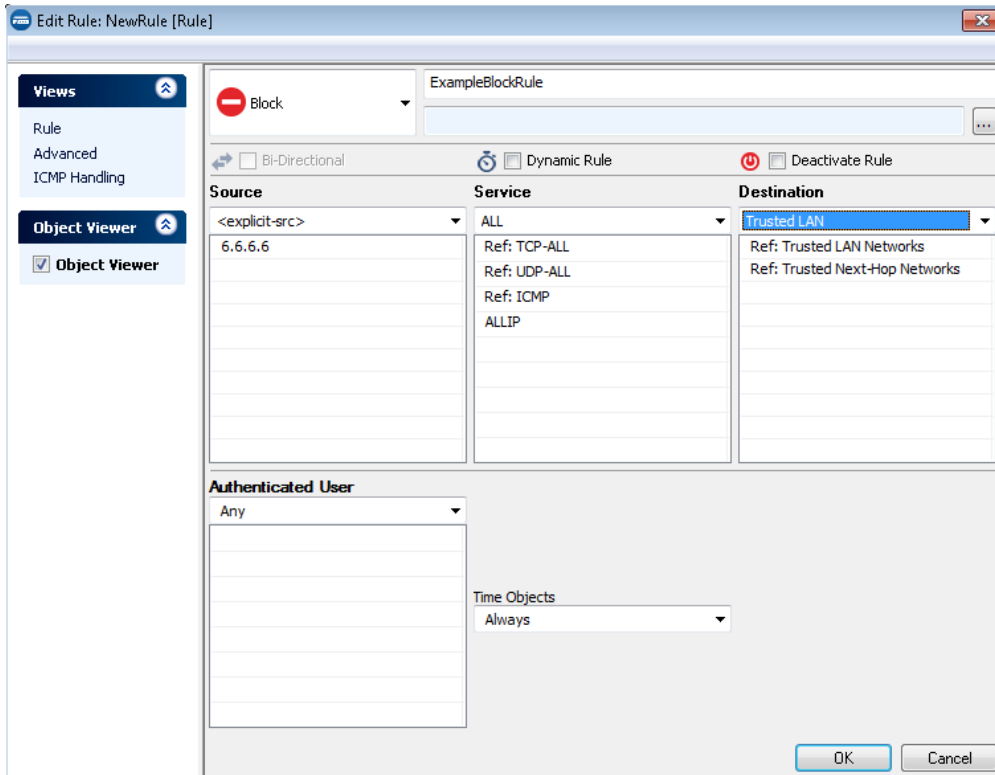 Edit Rule: NewRule [Rule]
Views
Rule
Advanced
ICMP Handling
Object Viewer
Object Viewer
Block
ExampleBlockRule
...
Bi-Directional
Dynamic Rule
Deactivate Rule
Source
<explicit-src>
6.6.6.6
Service
ALL
Ref: TCP-ALL
Ref: UDP-ALL
Ref: ICMP
ALLIP
Destination
Trusted LAN
Ref: Trusted LAN Networks
Ref: Trusted Next-Hop Networks
Authenticated User
Any
Time Objects
Always
OK
Cancel